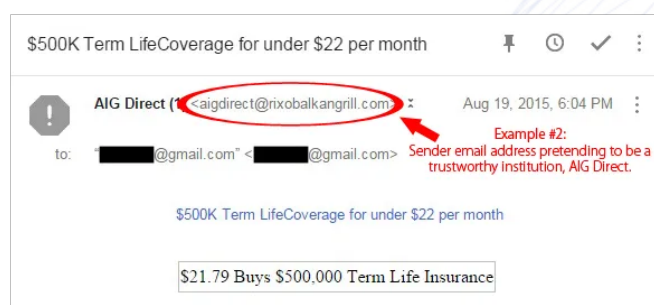 $500K Term LifeCoverage for under $22 per month
AIG Direct (1 <aigdirect@rixobalkangrill.com> Aug 19, 2015, 6:04 PM
Example #2:
to: "@gmail.com" <@gmail.com> Sender email address pretending to be a
trustworthy institution, AIG Direct.
$500K Term LifeCoverage for under $22 per month
$21.79 Buys $500,000 Term Life Insurance